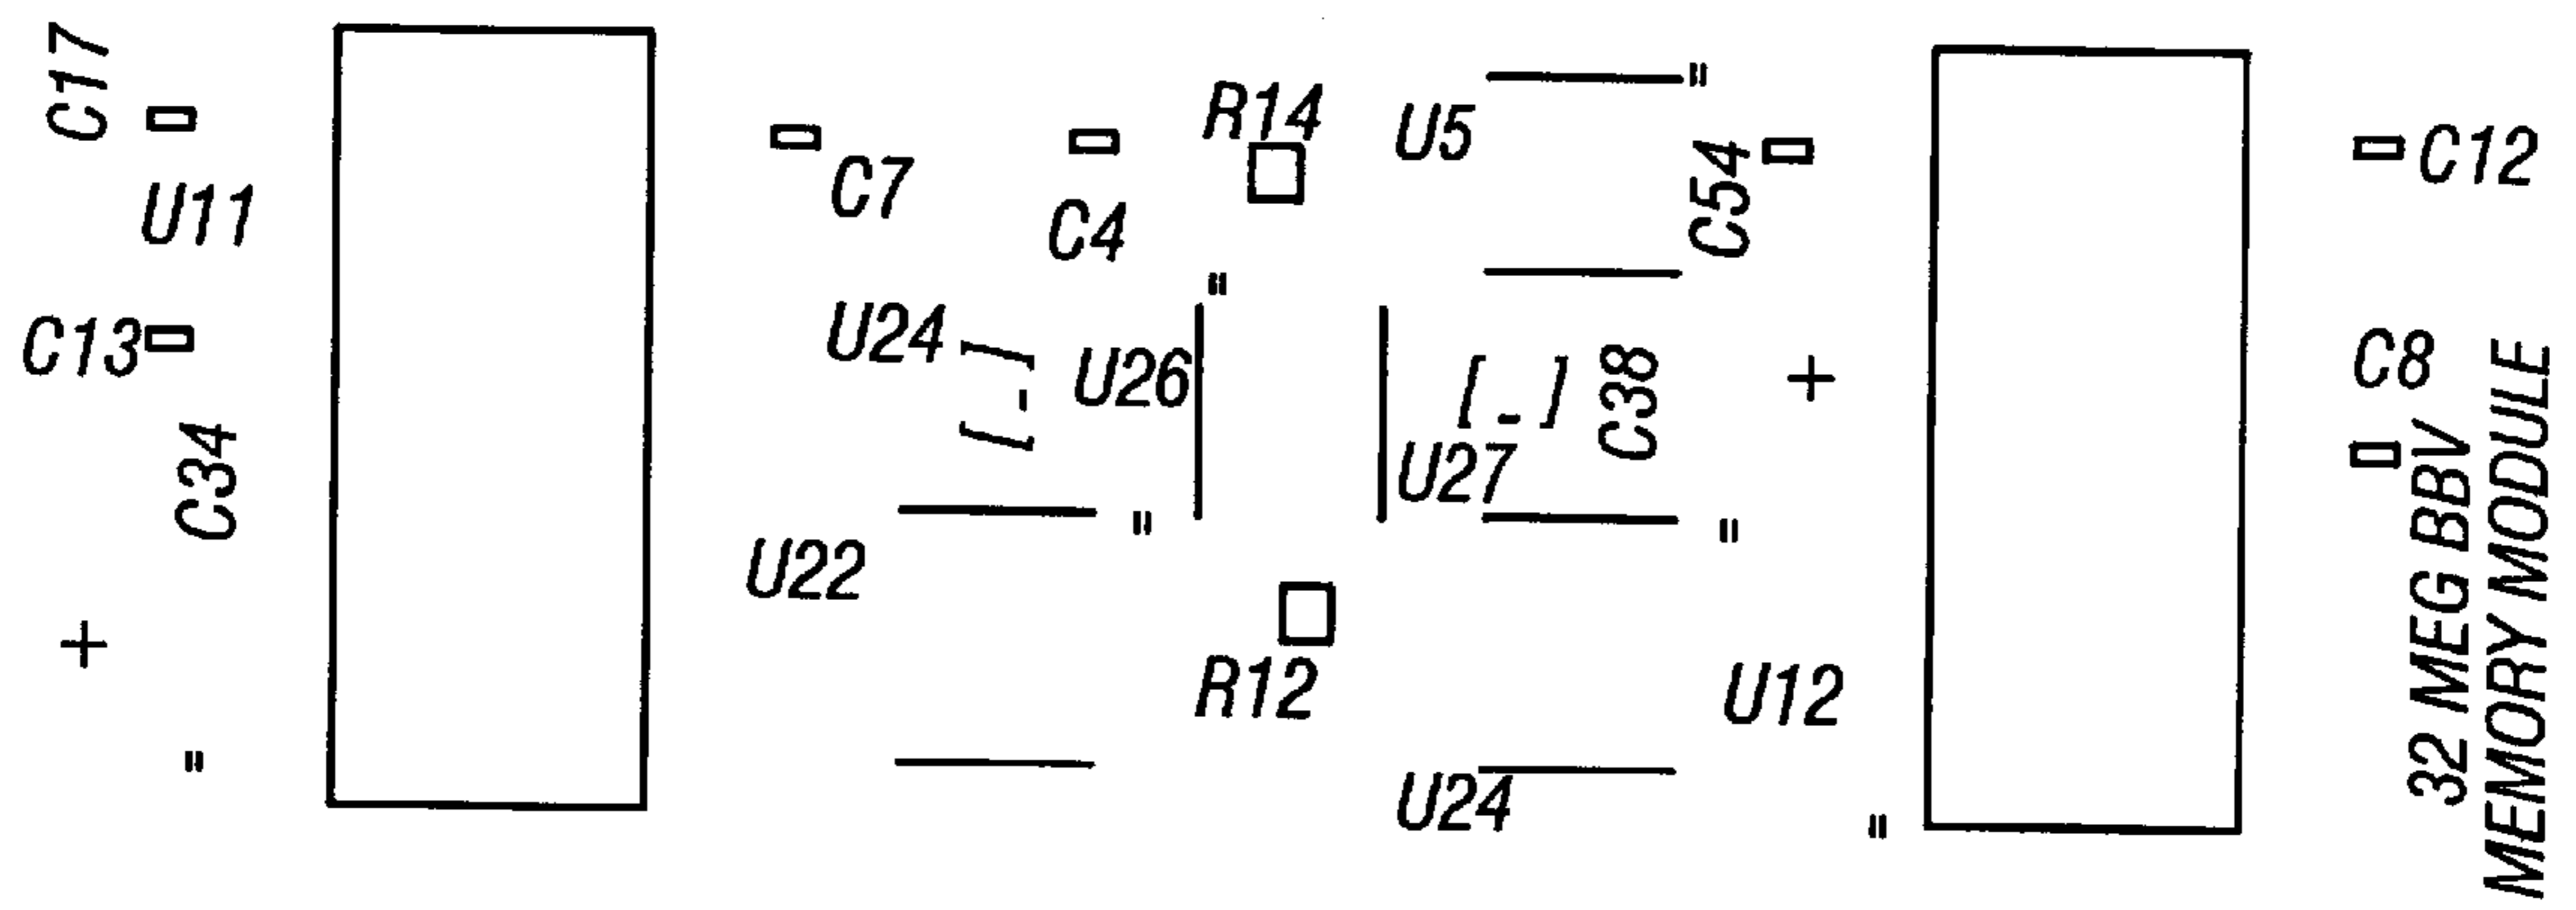 C17
R14
U5
C12
C7
C54
U11
C4
U24
C13
U26
C38
C8
C34
U27
U22
R12
U12
U24
32 MEG BBV
MEMORY MODULE